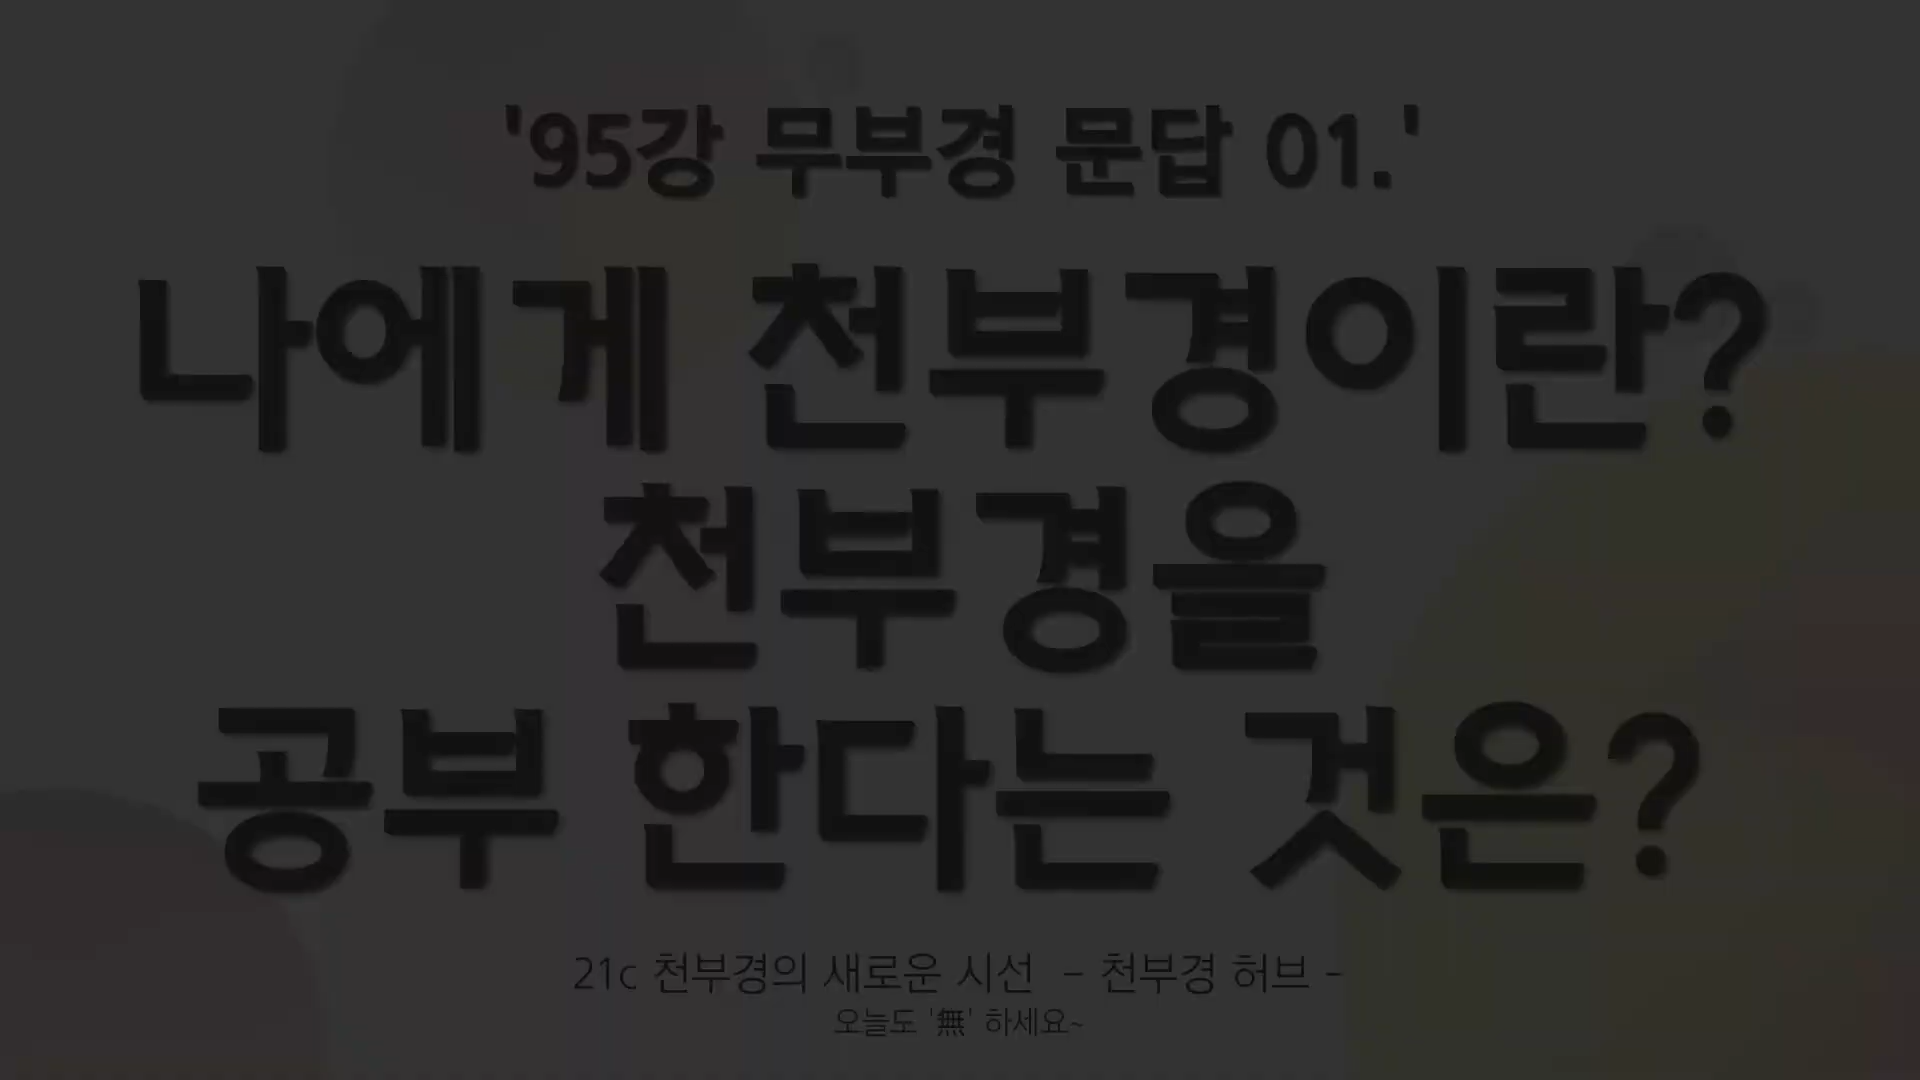 '95강 무부경 문답 01.'
나에게 천부경이란?
천부경을
공부 한다는 것은?
21c 천부경의 새로운 시선 - 천부경 허브 -
오늘도 '無' 하세요~